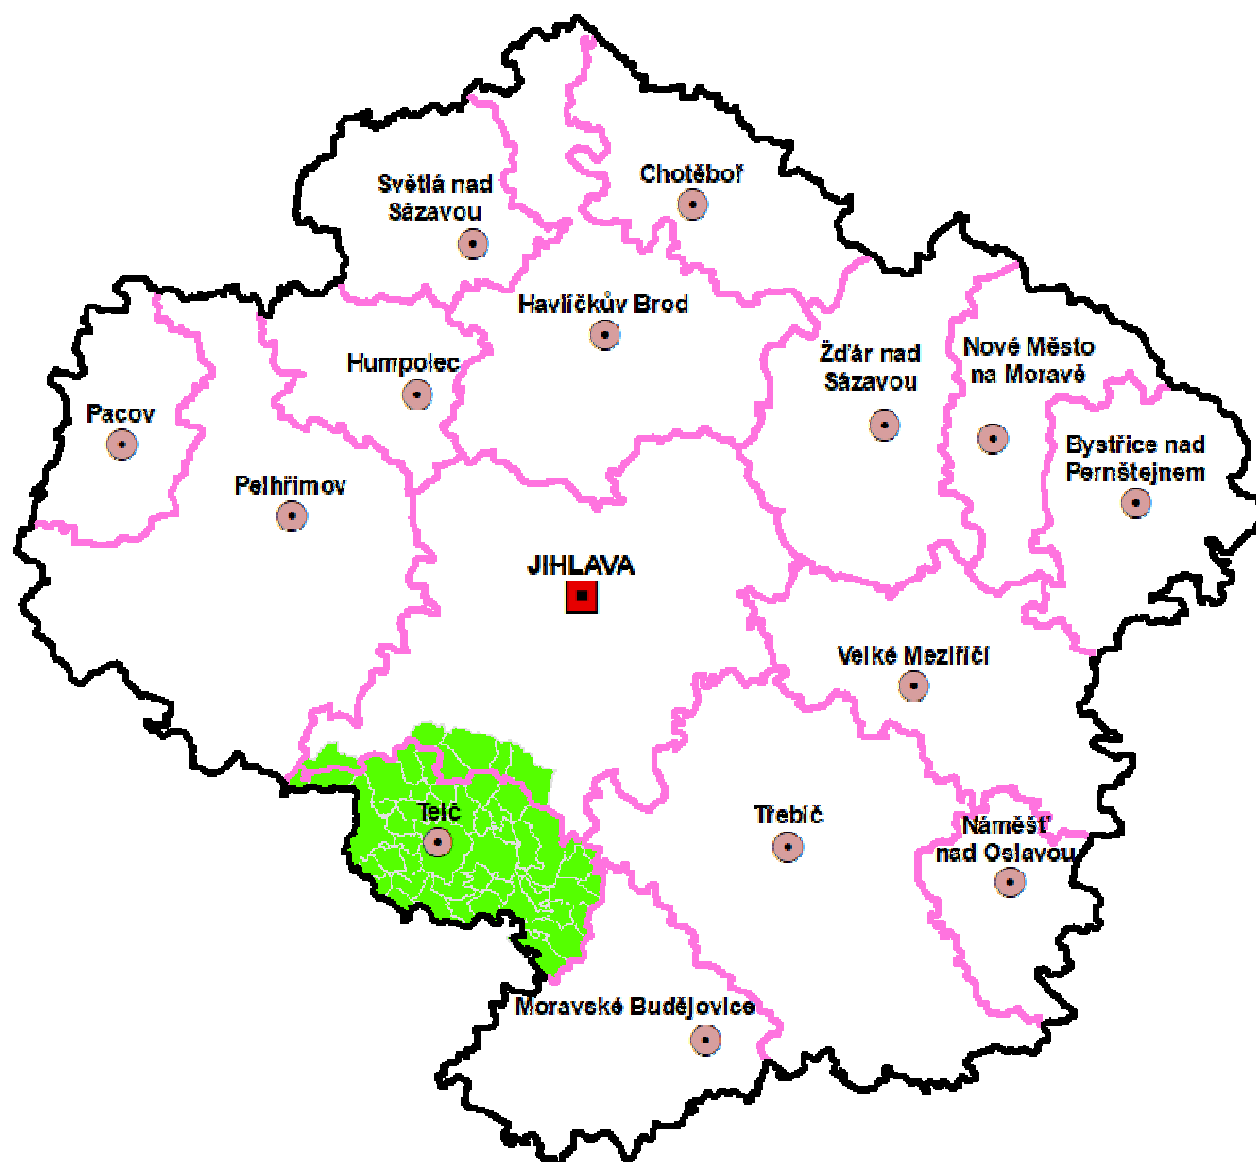 Chotěboř
Světlá nad
Sázavou
Havlíčkův Brod
Humpolec
Žďár nad
Sázavou
Nové Město
na Moravě
Pacov
Bystřice nad
Pernštejnem
Pelhřimov
JIHLAVA
Velké Meziříčí
Telč
Třebíč
Náměšť
nad Oslavou
Moravské Budějovice